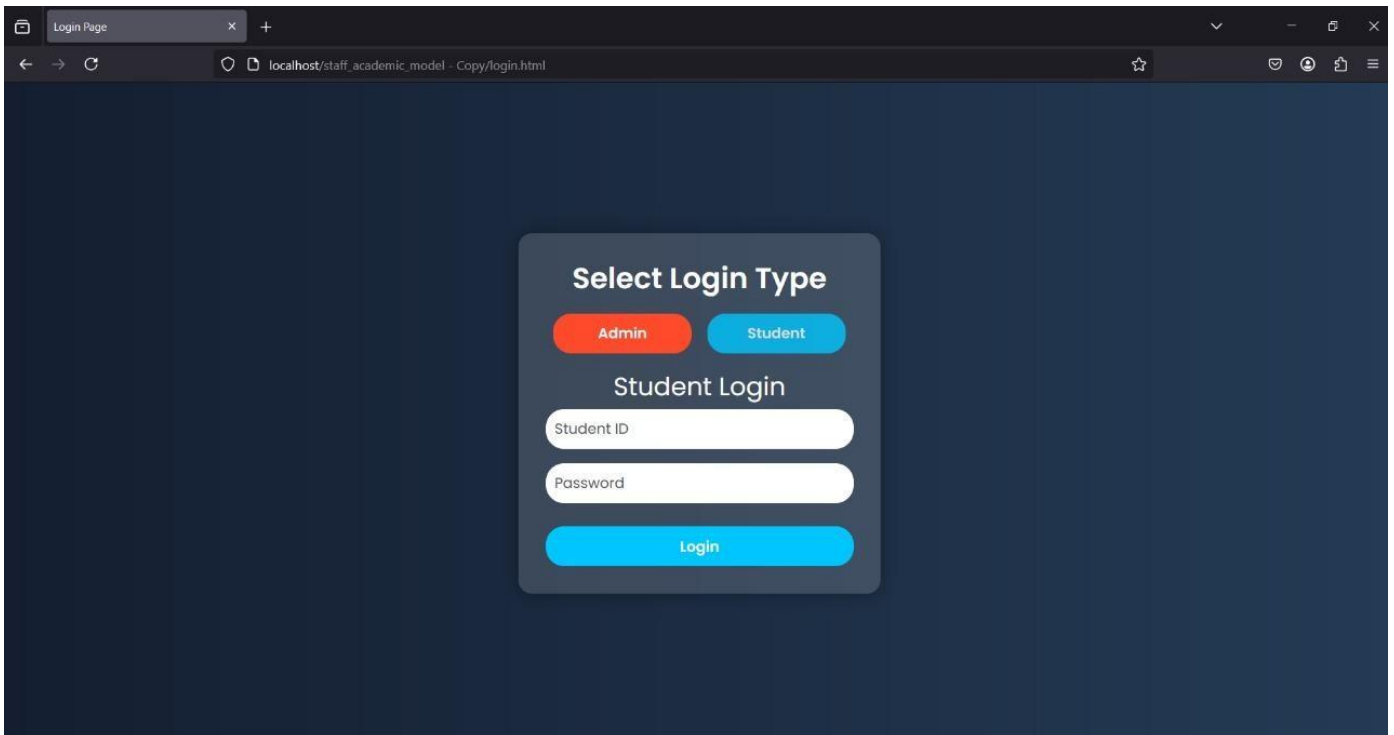 Login Page
localhost/staff_academic_model - Copy/login.html
Select Login Type
Admin Student
Student Login
Student ID
Password
Login